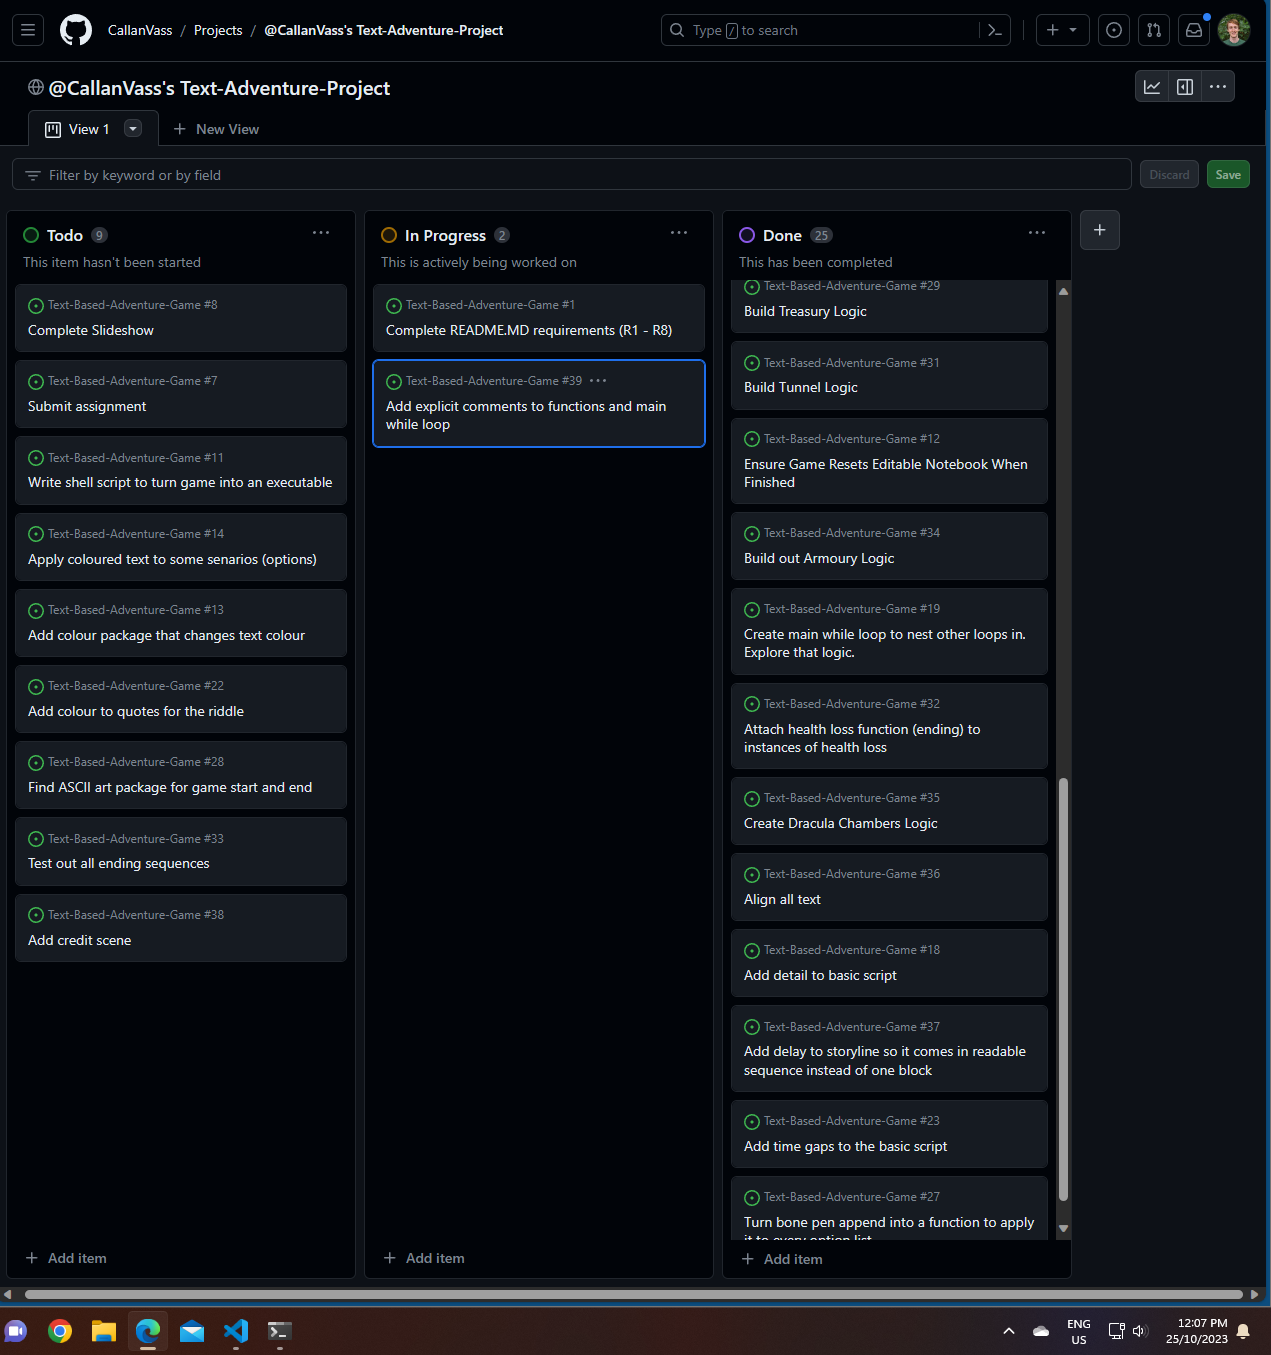 CallanVass / Projects / @CallanVass's Text-Adventure-Project
Type / to search
@CallanVass's Text-Adventure-Project
View 1
New View
Filter by keyword or by field
Discard
Save
Todo 9
This item hasn't been started
Text-Based-Adventure-Game #8
Complete Slideshow
Text-Based-Adventure-Game #7
Submit assignment
Text-Based-Adventure-Game #11
Write shell script to turn game into an executable
Text-Based-Adventure-Game #14
Apply coloured text to some senarios (options)
Text-Based-Adventure-Game #13
Add colour package that changes text colour
Text-Based-Adventure-Game #22
Add colour to quotes for the riddle
Text-Based-Adventure-Game #28
Find ASCII art package for game start and end
Text-Based-Adventure-Game #33
Test out all ending sequences
Text-Based-Adventure-Game #38
Add credit scene
Add item
In Progress 2
This is actively being worked on
Text-Based-Adventure-Game #1
Complete README.MD requirements (R1 - R8)
Text-Based-Adventure-Game #39
Add explicit comments to functions and main
while loop
Add item
Done 25
This has been completed
Text-Based-Adventure-Game #29
Build Treasury Logic
Text-Based-Adventure-Game #31
Build Tunnel Logic
Text-Based-Adventure-Game #12
Ensure Game Resets Editable Notebook When
Finished
Text-Based-Adventure-Game #34
Build out Armoury Logic
Text-Based-Adventure-Game #19
Create main while loop to nest other loops in.
Explore that logic.
Text-Based-Adventure-Game #32
Attach health loss function (ending) to
instances of health loss
Text-Based-Adventure-Game #35
Create Dracula Chambers Logic
Text-Based-Adventure-Game #36
Align all text
Text-Based-Adventure-Game #18
Add detail to basic script
Text-Based-Adventure-Game #37
Add delay to storyline so it comes in readable
sequence instead of one block
Text-Based-Adventure-Game #23
Add time gaps to the basic script
Text-Based-Adventure-Game #27
Turn bone pen append into a function to apply
it to every option list
Add item
ENG
US
12:07 PM
25/10/2023